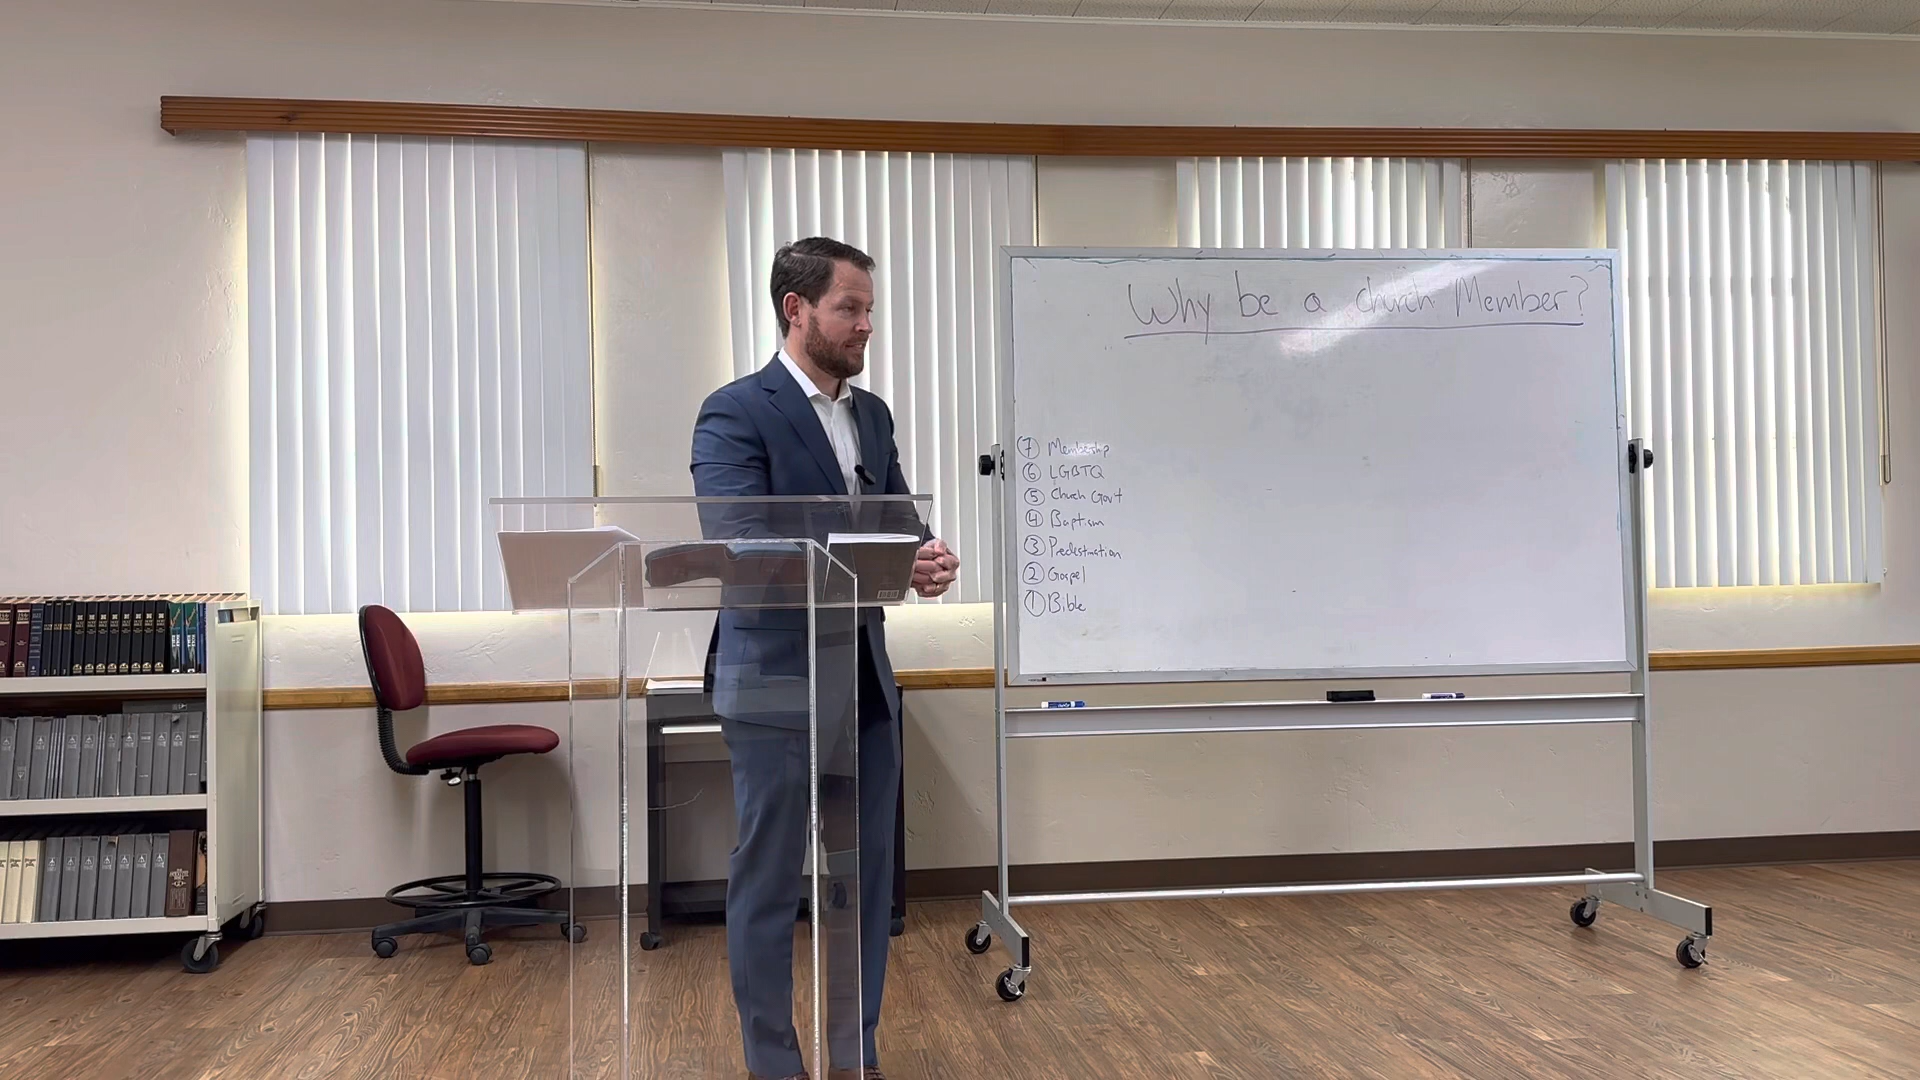 Why be a church Member?
⑦ Membership
⑥ LGBTQ
⑤ Church Gov't
④ Baptism
③ Predestination
② Gospel
① Bible